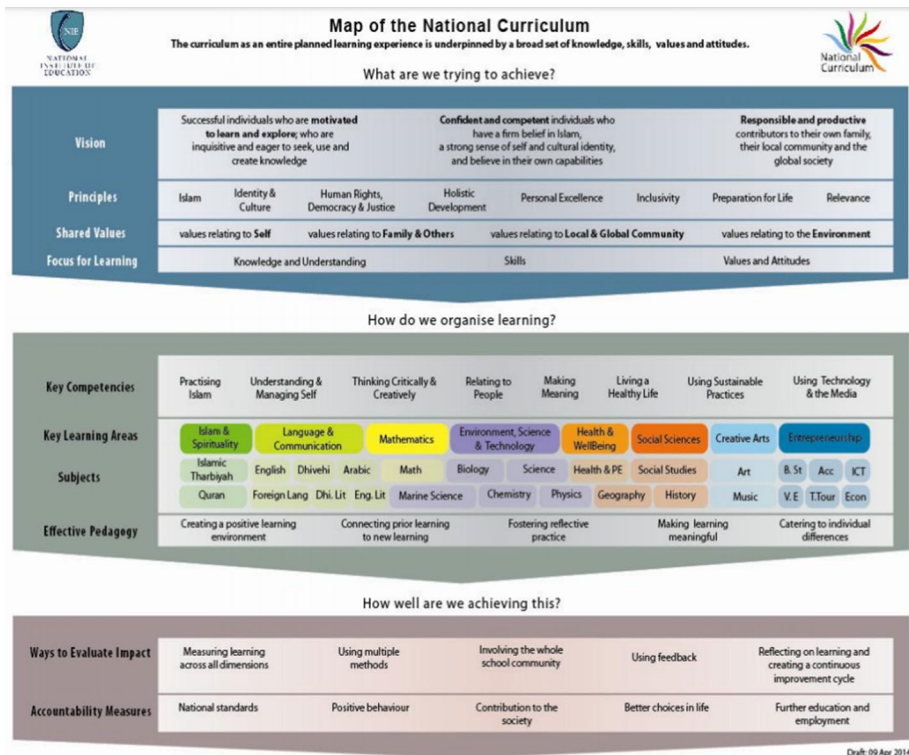 NIE
NATIONAL
INSTITUTE OF
EDUCATION
Map of the National Curriculum
The curriculum as an entire planned learning experience is underpinned by a broad set of knowledge, skills, values and attitudes.
National
Curriculum
What are we trying to achieve?
Vision
Successful individuals who are motivated
to learn and explore; who are
inquisitive and eager to seek, use and
create knowledge
Confident and competent individuals who
have a firm belief in Islam,
a strong sense of self and cultural identity,
and believe in their own capabilities
Responsible and productive
contributors to their own family,
their local community and the
global society
Principles
Islam
Identity &
Culture
Human Rights,
Democracy & Justice
Holistic
Development
Personal Excellence
Inclusivity
Preparation for Life
Relevance
Shared Values
values relating to Self
values relating to Family & Others
values relating to Local & Global Community
values relating to the Environment
Focus for Learning
Knowledge and Understanding
Skills
Values and Attitudes
How do we organise learning?
Key Competencies
Practising
Islam
Understanding &
Managing Self
Thinking Critically &
Creatively
Relating to
People
Making
Meaning
Living a
Healthy Life
Using Sustainable
Practices
Using Technology
& the Media
Key Learning Areas
Islam &
Spirituality
Language &
Communication
Mathematics
Environment, Science
& Technology
Health &
WellBeing
Social Sciences
Creative Arts
Entrepreneurship
Subjects
Islamic
Tharbiyah
English
Dhivehi
Arabic
Math
Biology
Science
Health & PE
Social Studies
Art
B. St
Acc
ICT
Quran
Foreign Lang
Dhi. Lit
Eng. Lit
Marine Science
Chemistry
Physics
Geography
History
Music
V. E
T.Tour
Econ
Effective Pedagogy
Creating a positive learning
environment
Connecting prior learning
to new learning
Fostering reflective
practice
Making learning
meaningful
Catering to individual
differences
How well are we achieving this?
Ways to Evaluate Impact
Measuring learning
across all dimensions
Using multiple
methods
Involving the whole
school community
Using feedback
Reflecting on learning and
creating a continuous
improvement cycle
Accountability Measures
National standards
Positive behaviour
Contribution to the
society
Better choices in life
Further education and
employment
Draft: 09 Apr 2014